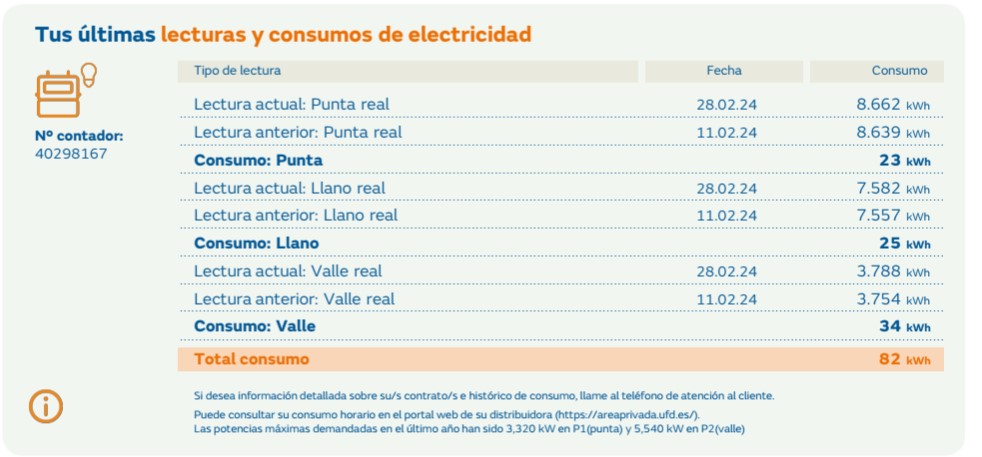 Tus últimas lecturas y consumos de electricidad
Tipo de lectura Fecha Consumo
Nº contador:
40298167
Lectura actual: Punta real 28.02.24 8.662 kWh
Lectura anterior: Punta real 11.02.24 8.639 kWh
Consumo: Punta 23 kWh
Lectura actual: Llano real 28.02.24 7.582 kWh
Lectura anterior: Llano real 11.02.24 7.557 kWh
Consumo: Llano 25 kWh
Lectura actual: Valle real 28.02.24 3.788 kWh
Lectura anterior: Valle real 11.02.24 3.754 kWh
Consumo: Valle 34 kWh
Total consumo 82 kWh
Si desea información detallada sobre su/s contrato/s e histórico de consumo, llame al teléfono de atención al cliente.
Puede consultar su consumo horario en el portal web de su distribuidora (https://areaprivada.ufd.es/).
Las potencias máximas demandadas en el último año han sido 3,320 kW en P1(punta) y 5,540 kW en P2(valle)